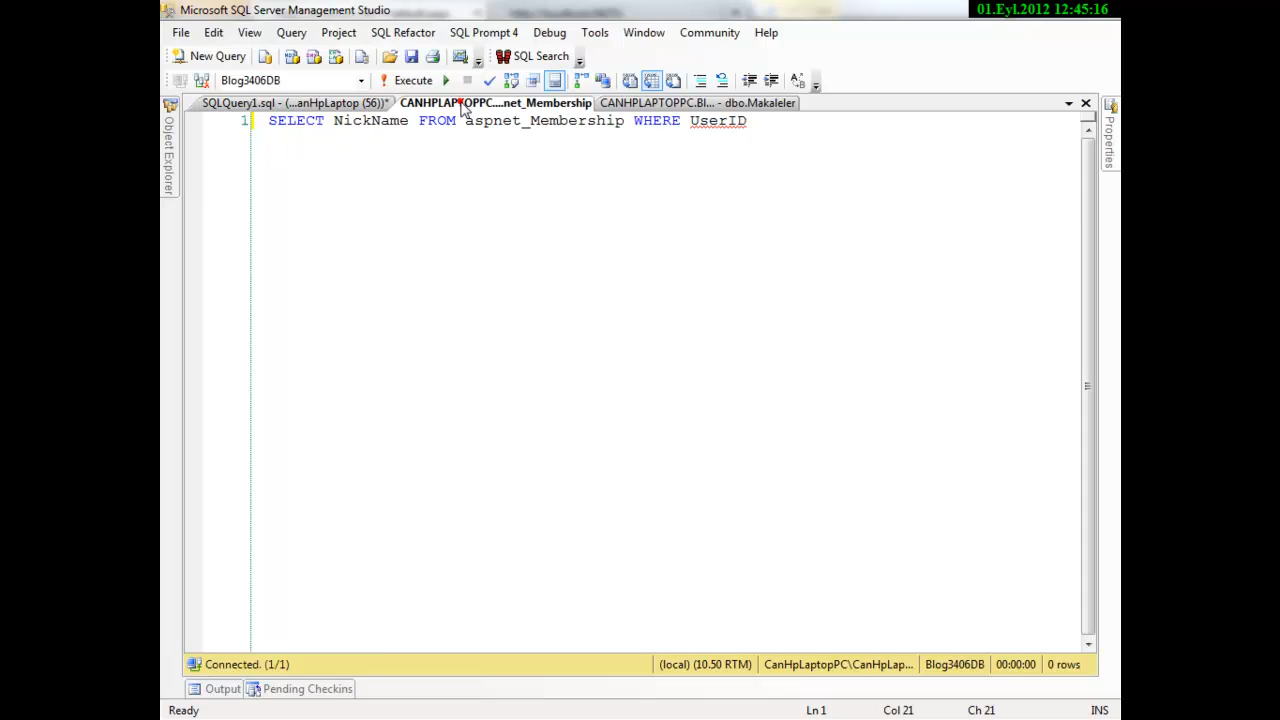 Microsoft SQL Server Management Studio
01.Eyl.2012 12:45:16
File Edit View Query Project SQL Refactor SQL Prompt 4 Debug Tools Window Community Help
New Query SQL Search
Blog3406DB Execute
SQLQuery1.sql - (...anHpLaptop (56))* CANHPLAPTOPPC....net_Membership CANHPLAPTOPPC.Bl... - dbo.Makaleler
1 SELECT NickName FROM aspnet_Membership WHERE UserID
Object Explorer
Properties
Connected. (1/1) (local) (10.50 RTM) CanHpLaptopPC\CanHpLap... Blog3406DB 00:00:00 0 rows
Output Pending Checkins
Ready Ln 1 Col 21 Ch 21 INS